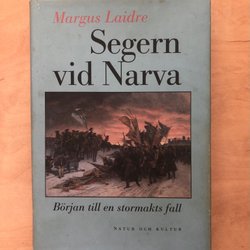 Margus Laidre
Segern
vid Narva
Början till en stormakts fall
NATUR OCH KULTUR